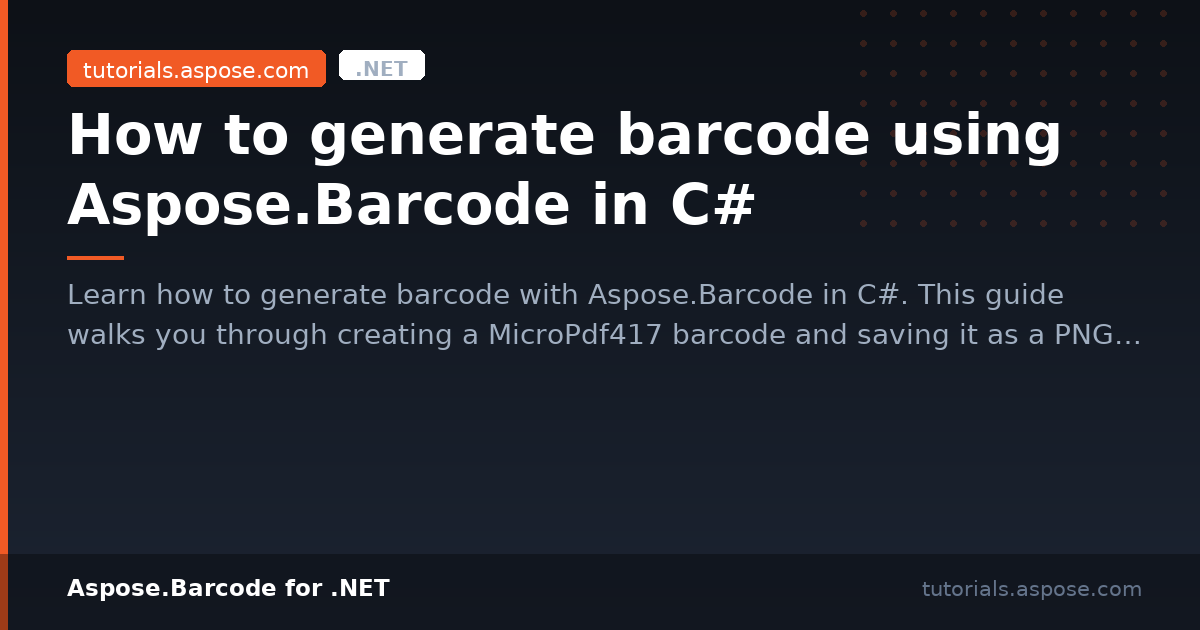 tutorials.aspose.com
.NET
How to generate barcode using
Aspose.Barcode in C#
Learn how to generate barcode with Aspose.Barcode in C#. This guide
walks you through creating a MicroPdf417 barcode and saving it as a PNG...
Aspose.Barcode for .NET
tutorials.aspose.com